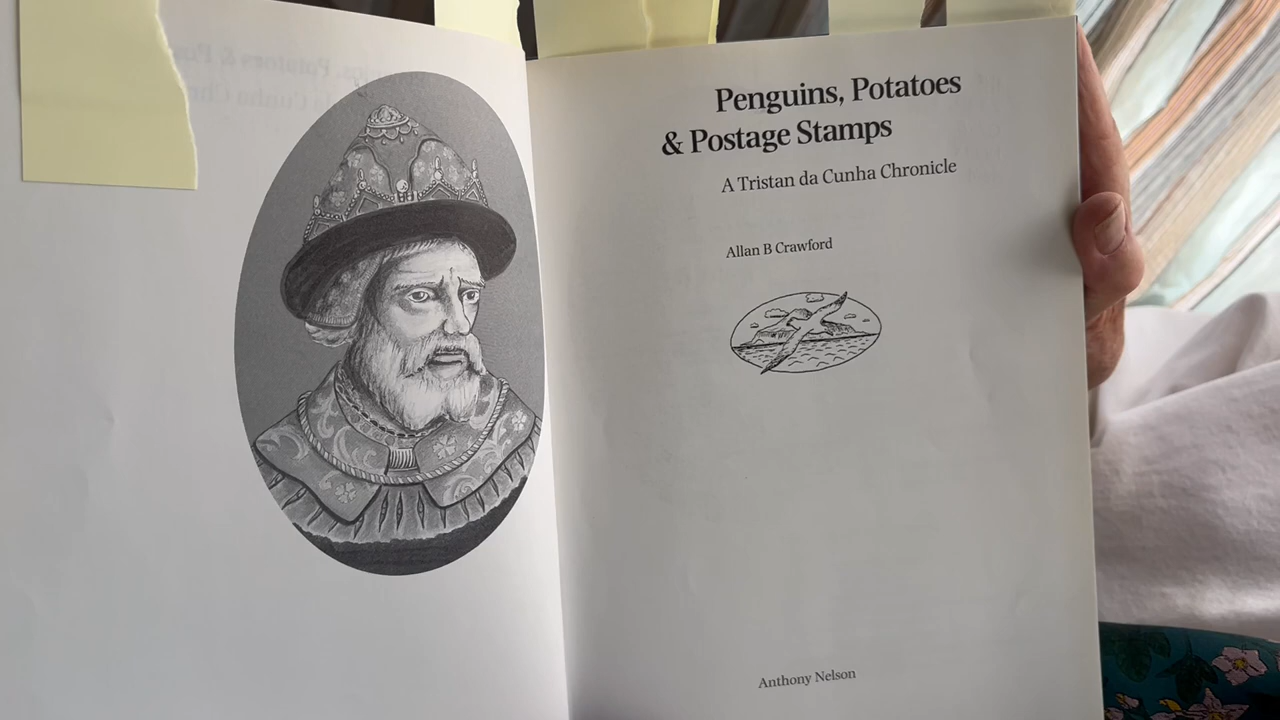 Penguins, Potatoes
& Postage Stamps
A Tristan da Cunha Chronicle
Allan B Crawford
Anthony Nelson